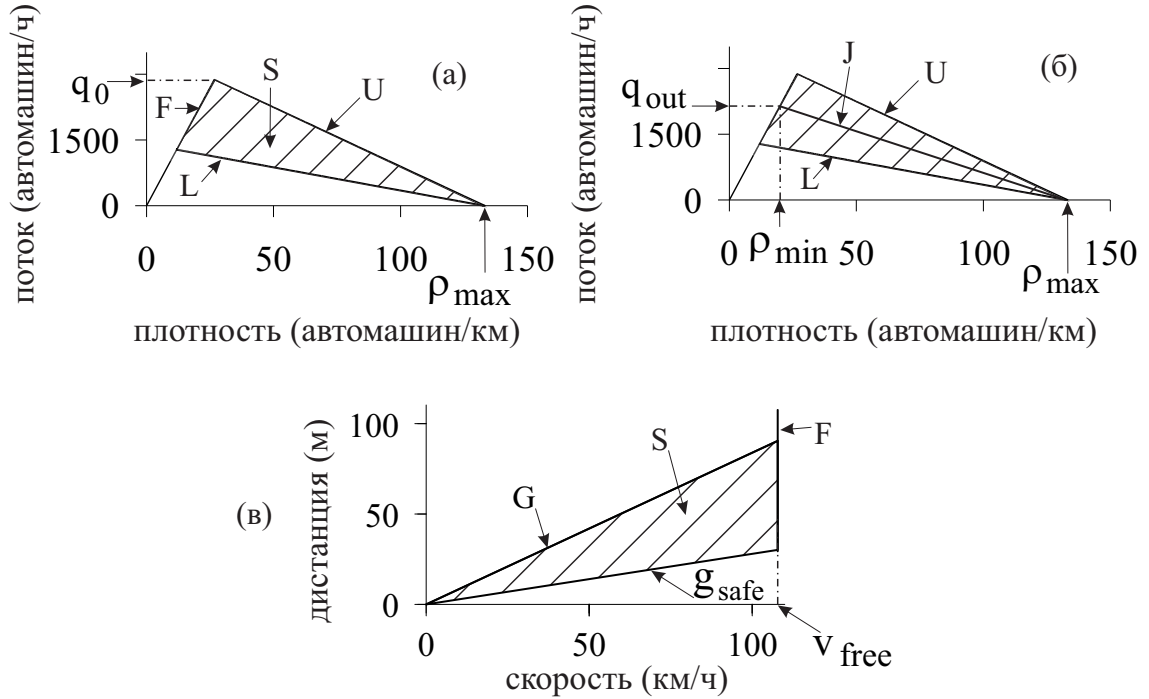 поток (автомашин/ч)
(а)
q0
F
S
U
1500
L
0
0 50 100 150
ρmax
плотность (автомашин/км)
поток (автомашин/ч)
(б)
J
U
qout
1500
L
0
0 50 100 150
ρmin
ρmax
плотность (автомашин/км)
(в)
дистанция (м)
100
F
S
G
50
gsafe
0
0 50 100
vfree
скорость (км/ч)